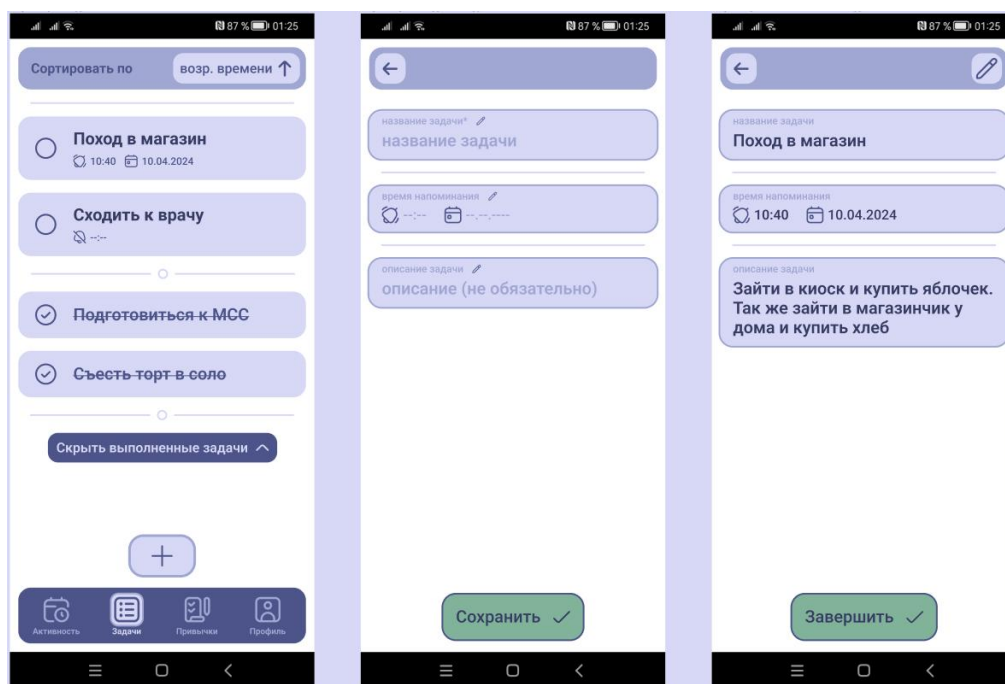 87 % 01:25
Сортировать по
возр. времени
Поход в магазин
10:40 10.04.2024
Сходить к врачу
--:--
Подготовиться к МСС
Съесть торт в соло
Скрыть выполненные задачи
Активность
Задачи
Привычки
Профиль
87 % 01:25
название задачи*
название задачи
время напоминания
--:-- --.--.----
описание задачи
описание (не обязательно)
Сохранить
87 % 01:25
название задачи
Поход в магазин
время напоминания
10:40 10.04.2024
описание задачи
Зайти в киоск и купить яблочек.
Так же зайти в магазинчик у
дома и купить хлеб
Завершить